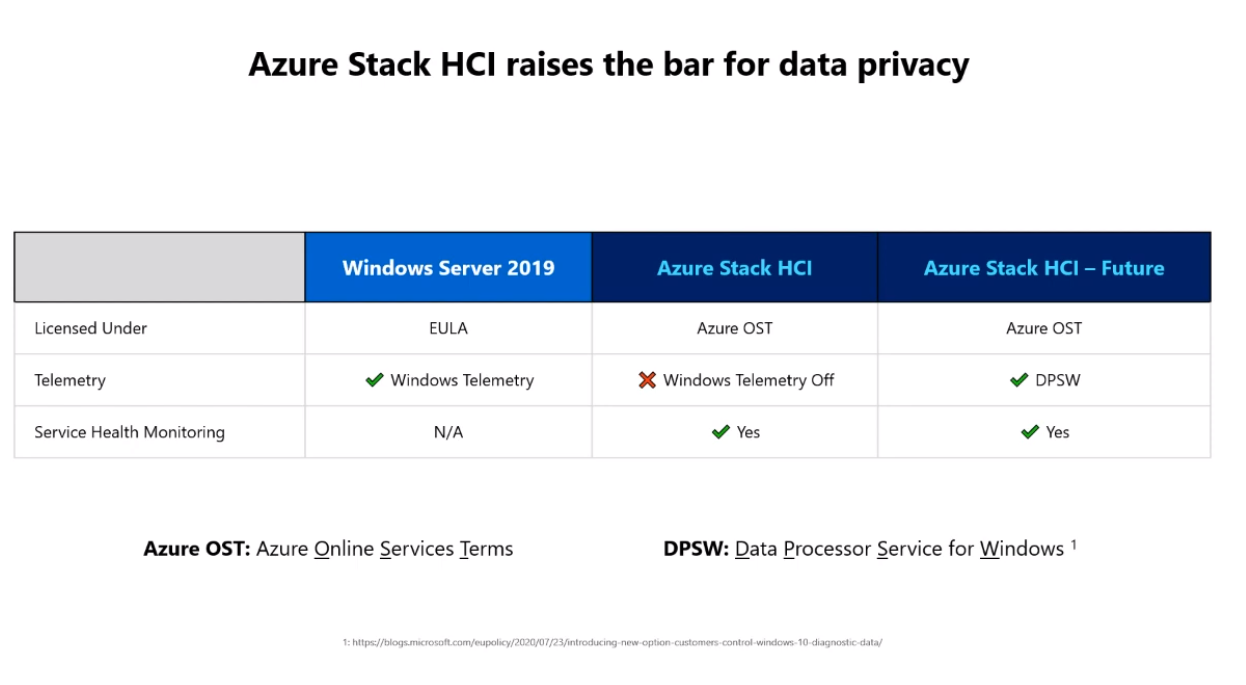 Azure Stack HCI raises the bar for data privacy
Windows Server 2019 Azure Stack HCI Azure Stack HCI – Future
Licensed Under EULA Azure OST Azure OST
Telemetry ✔ Windows Telemetry ❌ Windows Telemetry Off ✔ DPSW
Service Health Monitoring N/A ✔ Yes ✔ Yes
Azure OST: Azure Online Services Terms DPSW: Data Processor Service for Windows 1
1: https://blogs.microsoft.com/eupolicy/2020/07/23/introducing-new-option-customers-control-windows-10-diagnostic-data/